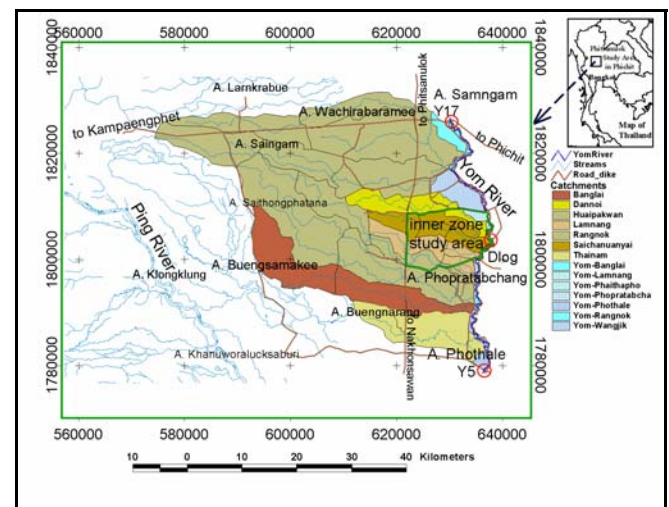 560000 580000 600000 620000 640000
1840000
1820000
1800000
1780000
1840000
1820000
1800000
1780000
A. Larnkrabue
to Phitsanulok
A. Samngam
Y17
A. Wachirabaramee
to Kampaengphet
to Phichit
A. Saingam
Yom River
A. Saithongphatana
inner zone
study area
Ping River
Dlog
A. Klongklung
A. Buengsamakee
A. Phopratabchang
A. Buengnarang
to Nakhonsawan
A. Khanuworalucksaburi
A. Phothale
Y5
560000 580000 600000 620000 640000
10 0 10 20 30 40 Kilometers
Phitsanulok
Study Area
in Phichit
Bangkok
Map of
Thailand
YomRiver
Streams
Road_dike
Catchments
Banglai
Dannoi
Huaipakwan
Lamnang
Rangnok
Saichanuanyai
Thainam
Yom-Banglai
Yom-Lamnang
Yom-Phaithapho
Yom-Phopratabcha
Yom-Phothale
Yom-Rangnok
Yom-Wangjik